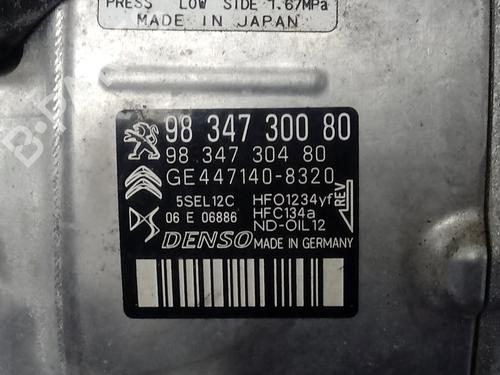 PRESS LOW SIDE 1.67MPa
MADE IN JAPAN
98 347 300 80
98 347 304 80
GE447140-8320
5SEL12C HFO1234yf
06 E 06886 HFC134a
ND-OIL12
REV
DENSO MADE IN GERMANY